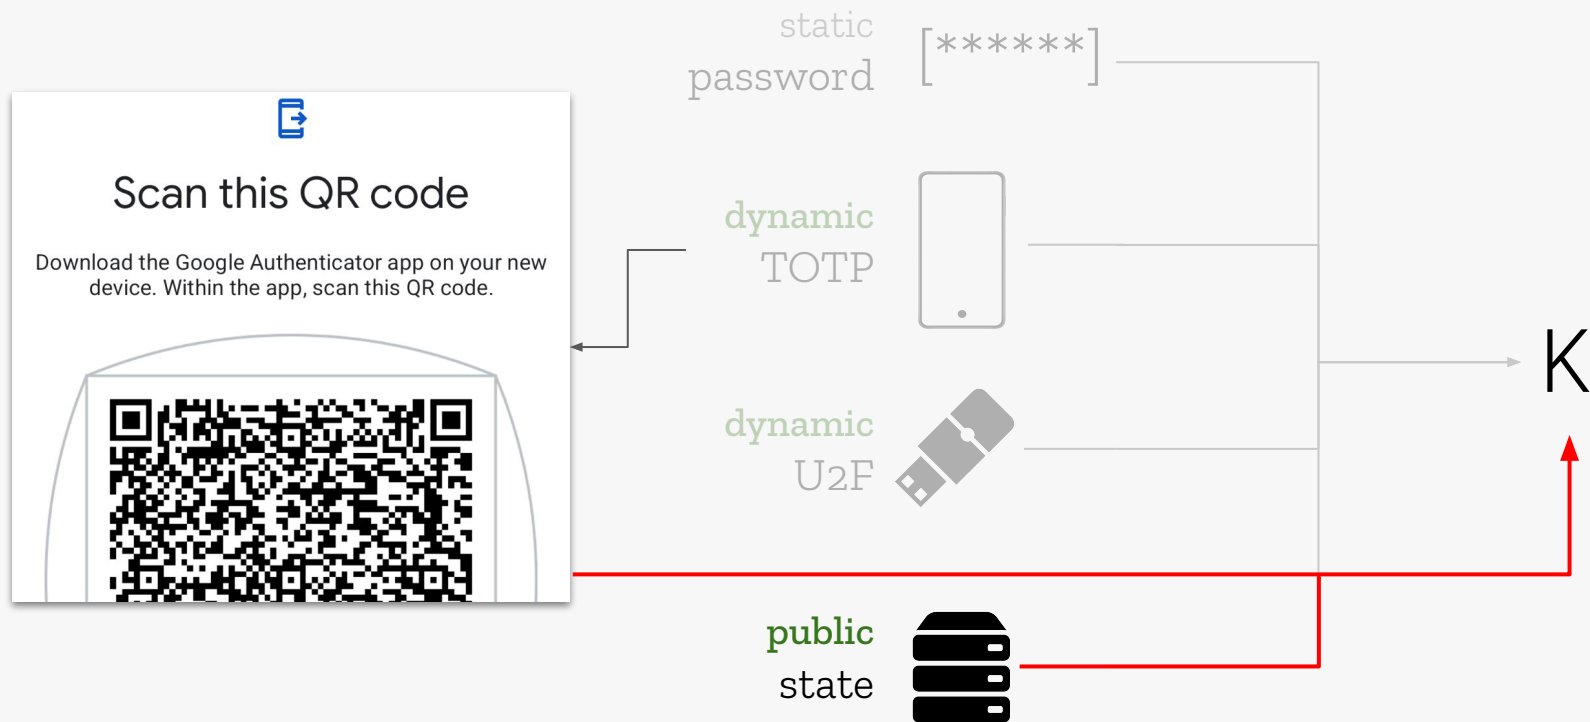 static
password
[******]
Scan this QR code
Download the Google Authenticator app on your new
device. Within the app, scan this QR code.
dynamic
TOTP
dynamic
U2F
K
public
state